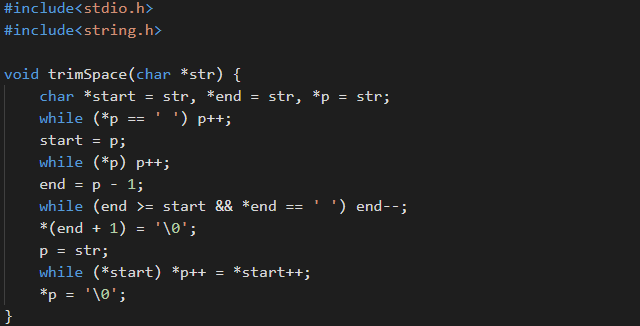 #include<stdio.h>
#include<string.h>

void trimSpace(char *str) {
    char *start = str, *end = str, *p = str;
    while (*p == ' ') p++;
    start = p;
    while (*p) p++;
    end = p - 1;
    while (end >= start && *end == ' ') end--;
    *(end + 1) = '\0';
    p = str;
    while (*start) *p++ = *start++;
    *p = '\0';
}